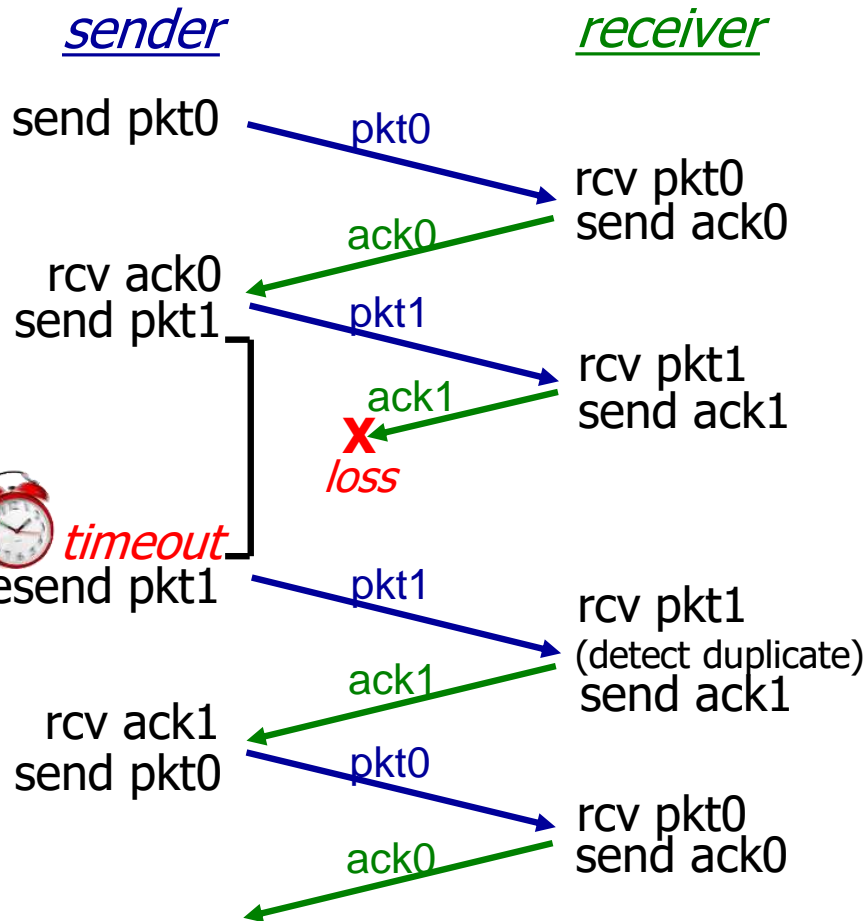 sender
receiver
send pkt0
pkt0
rcv pkt0
send ack0
ack0
rcv ack0
send pkt1
pkt1
rcv pkt1
send ack1
ack1
X
loss
timeout
esend pkt1
pkt1
rcv pkt1
(detect duplicate)
send ack1
ack1
rcv ack1
send pkt0
pkt0
rcv pkt0
send ack0
ack0